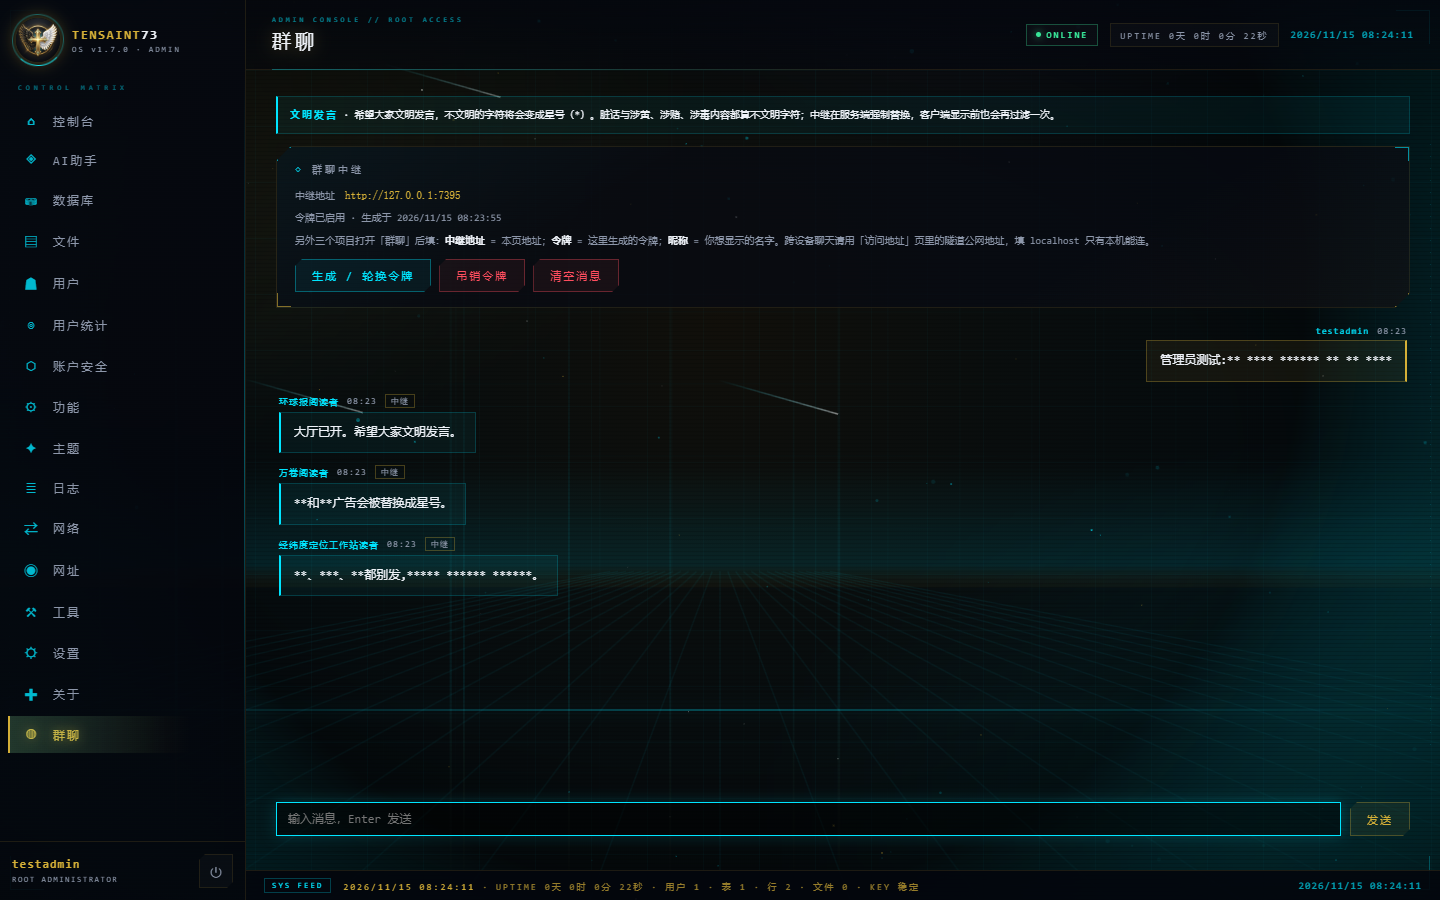 TENSAINT73
OS v1.7.0 · ADMIN
CONTROL MATRIX
控制台
AI助手
数据库
文件
用户
用户统计
账户安全
功能
主题
日志
网络
网址
工具
设置
关于
群聊
testadmin
ROOT ADMINISTRATOR
ADMIN CONSOLE // ROOT ACCESS
群聊
ONLINE
UPTIME 0天 0时 0分 22秒
2026/11/15 08:24:11
文明发言 · 希望大家文明发言，不文明的字符将会变成星号（*）。脏话与涉黄、涉赌、涉毒内容都算不文明字符；中继在服务端强制替换，客户端显示前也会再过滤一次。
群聊中继
中继地址 http://127.0.0.1:7395
令牌已启用 · 生成于 2026/11/15 08:23:55
另外三个项目打开「群聊」后填：中继地址 = 本页地址；令牌 = 这里生成的令牌；昵称 = 你想显示的名字。跨设备聊天请用「访问地址」页里的隧道公网地址，填 localhost 只有本机能连。
生成 / 轮换令牌
吊销令牌
清空消息
testadmin 08:23
管理员测试:** **** ****** ** ** ****
环球报阁读者 08:23 中继
大厅已开。希望大家文明发言。
万卷阁读者 08:23 中继
**和**广告会被替换成星号。
经纬度定位工作站读者 08:23 中继
**、***、**都别发,***** ****** ******。
输入消息，Enter 发送
发送
SYS FEED
2026/11/15 08:24:11 · UPTIME 0天 0时 0分 22秒 · 用户 1 · 表 1 · 行 2 · 文件 0 · KEY 稳定
2026/11/15 08:24:11